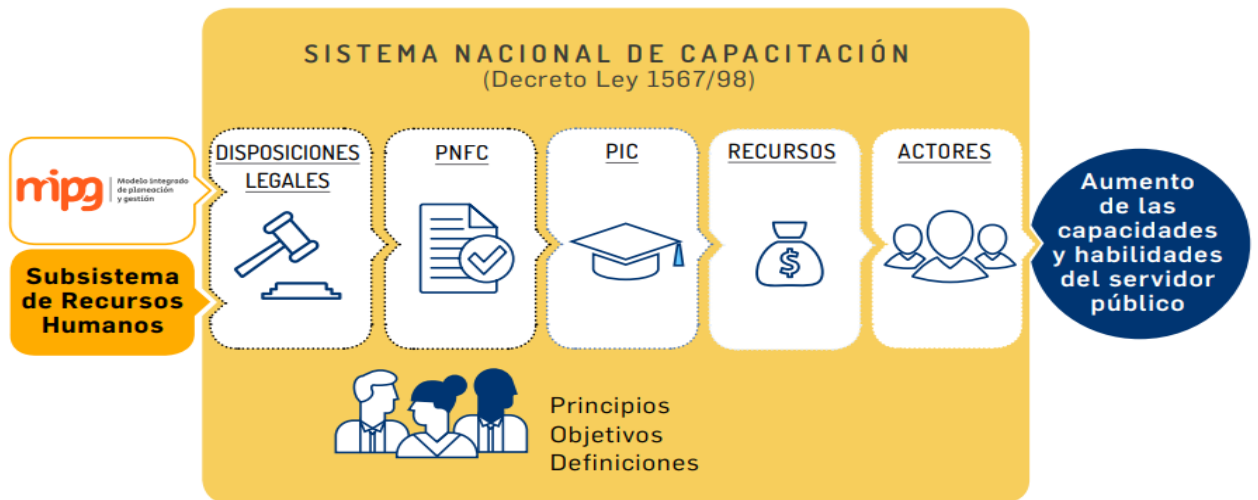 SISTEMA NACIONAL DE CAPACITACIÓN
(Decreto Ley 1567/98)
mipg
Modelo integrado
de planeación
y gestión
Subsistema
de Recursos
Humanos
DISPOSICIONES
LEGALES
PNFC
PIC
RECURSOS
$
ACTORES
Aumento
de las
capacidades
y habilidades
del servidor
público
Principios
Objetivos
Definiciones